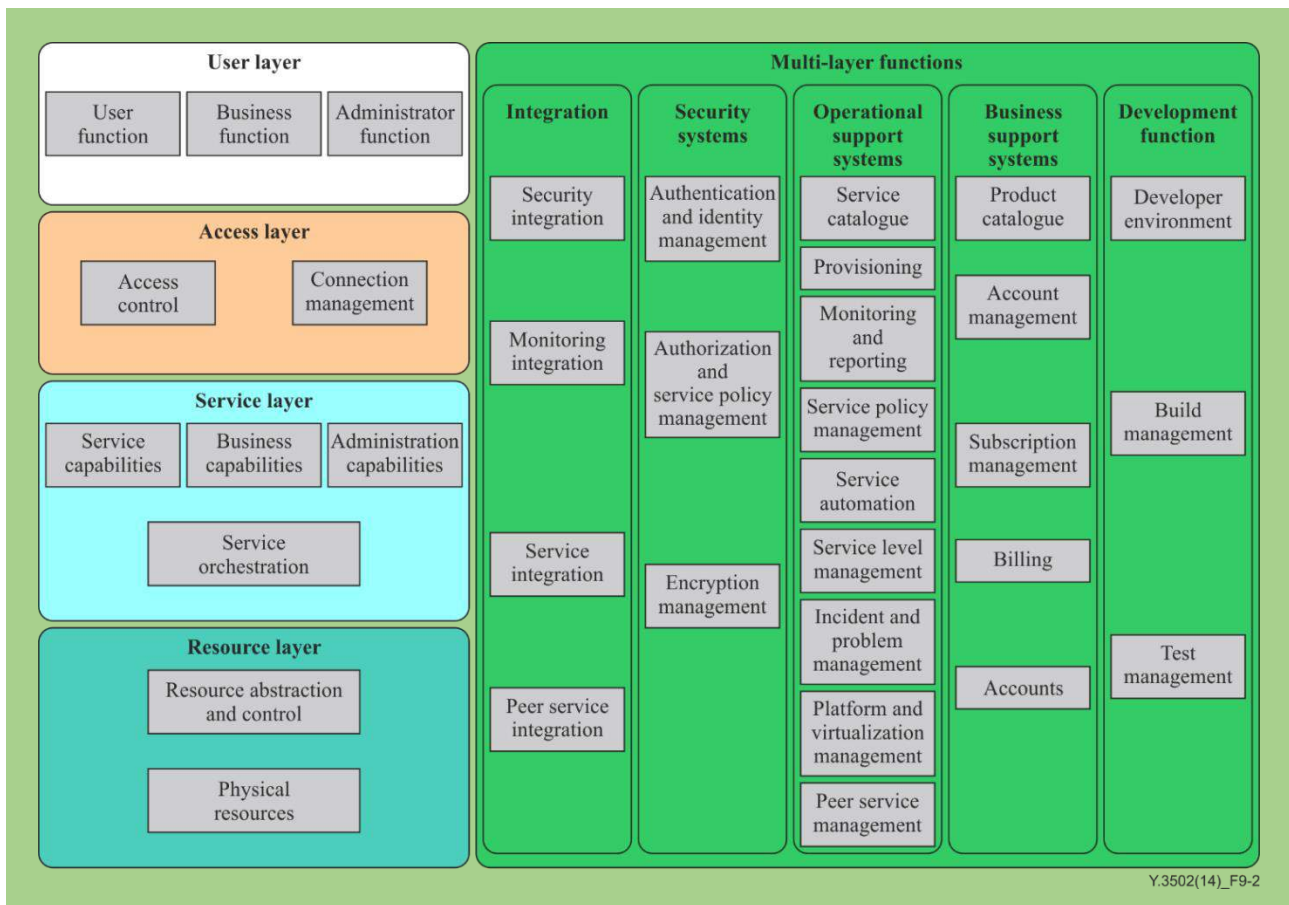 User layer
User
function
Business
function
Administrator
function
Access layer
Access
control
Connection
management
Service layer
Service
capabilities
Business
capabilities
Administration
capabilities
Service
orchestration
Resource layer
Resource abstraction
and control
Physical
resources
Multi-layer functions
Integration
Security
integration
Monitoring
integration
Service
integration
Peer service
integration
Security
systems
Authentication
and identity
management
Authorization
and
service policy
management
Encryption
management
Operational
support
systems
Service
catalogue
Provisioning
Monitoring
and
reporting
Service policy
management
Service
automation
Service level
management
Incident and
problem
management
Platform and
virtualization
management
Peer service
management
Business
support
systems
Product
catalogue
Account
management
Subscription
management
Billing
Accounts
Development
function
Developer
environment
Build
management
Test
management
Y.3502(14)_F9-2